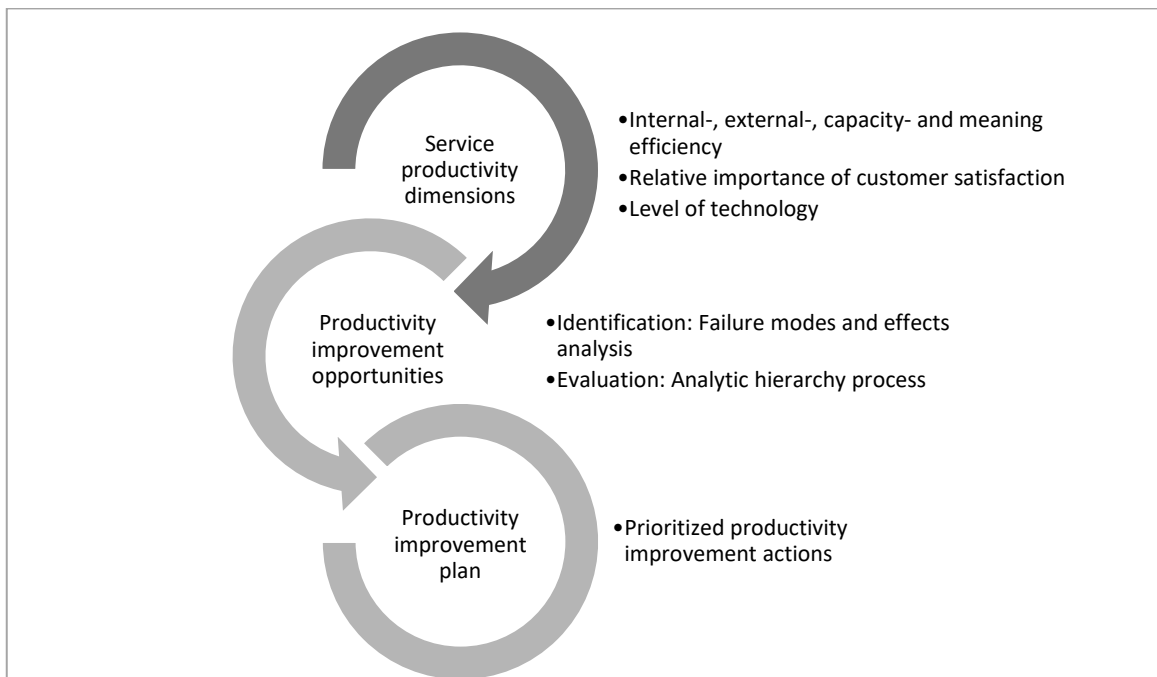 Service
productivity
dimensions
•Internal-, external-, capacity- and meaning
efficiency
•Relative importance of customer satisfaction
•Level of technology
Productivity
improvement
opportunities
•Identification: Failure modes and effects
analysis
•Evaluation: Analytic hierarchy process
Productivity
improvement
plan
•Prioritized productivity
improvement actions